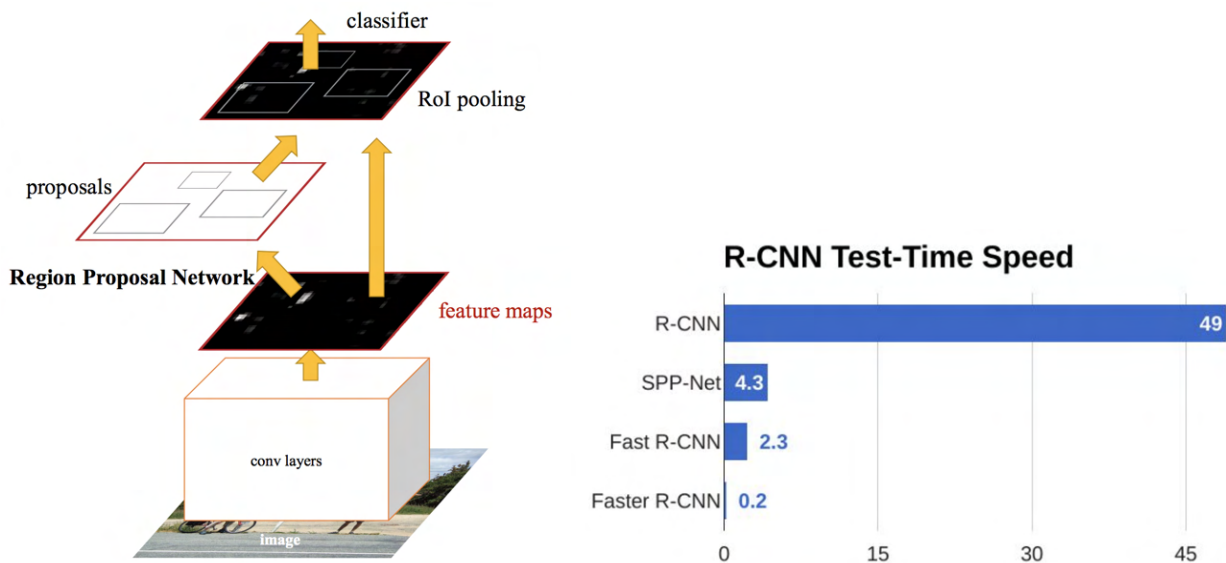 classifier
RoI pooling
proposals
Region Proposal Network
feature maps
conv layers
image
R-CNN Test-Time Speed
R-CNN
49
SPP-Net
4.3
Fast R-CNN
2.3
Faster R-CNN
0.2
0 15 30 45